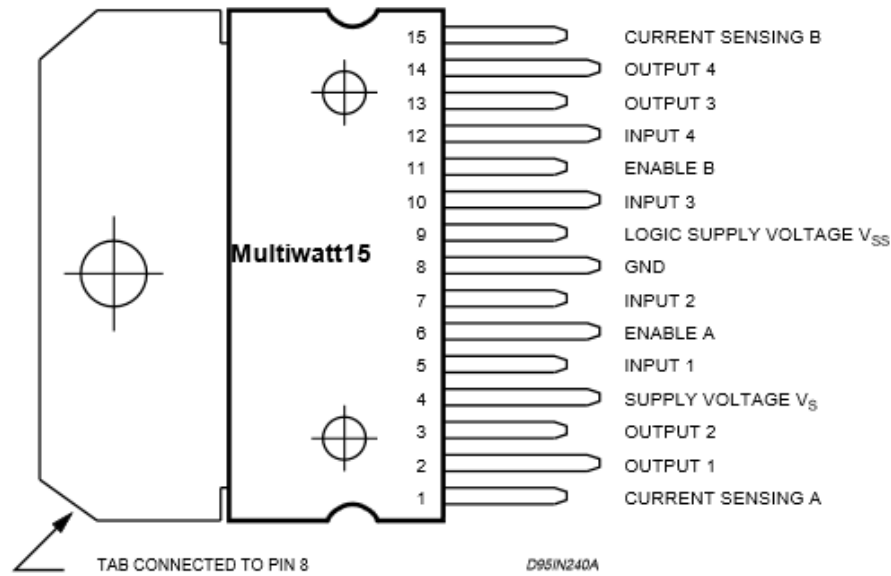 15 CURRENT SENSING B
14 OUTPUT 4
13 OUTPUT 3
12 INPUT 4
11 ENABLE B
10 INPUT 3
9 LOGIC SUPPLY VOLTAGE VSS
Multiwatt15
8 GND
7 INPUT 2
6 ENABLE A
5 INPUT 1
4 SUPPLY VOLTAGE VS
3 OUTPUT 2
2 OUTPUT 1
1 CURRENT SENSING A
TAB CONNECTED TO PIN 8
D95IN240A